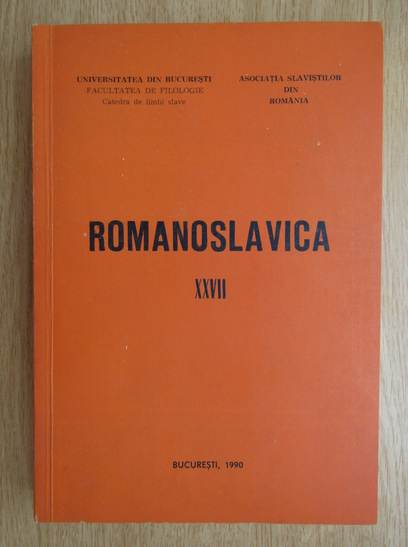 UNIVERSITATEA DIN BUCUREȘTI
FACULTATEA DE FILOLOGIE
Catedra de limbi slave
ASOCIAȚIA SLAVIȘTILOR
DIN
ROMÂNIA
ROMANOSLAVICA
XXVII
BUCUREȘTI, 1990